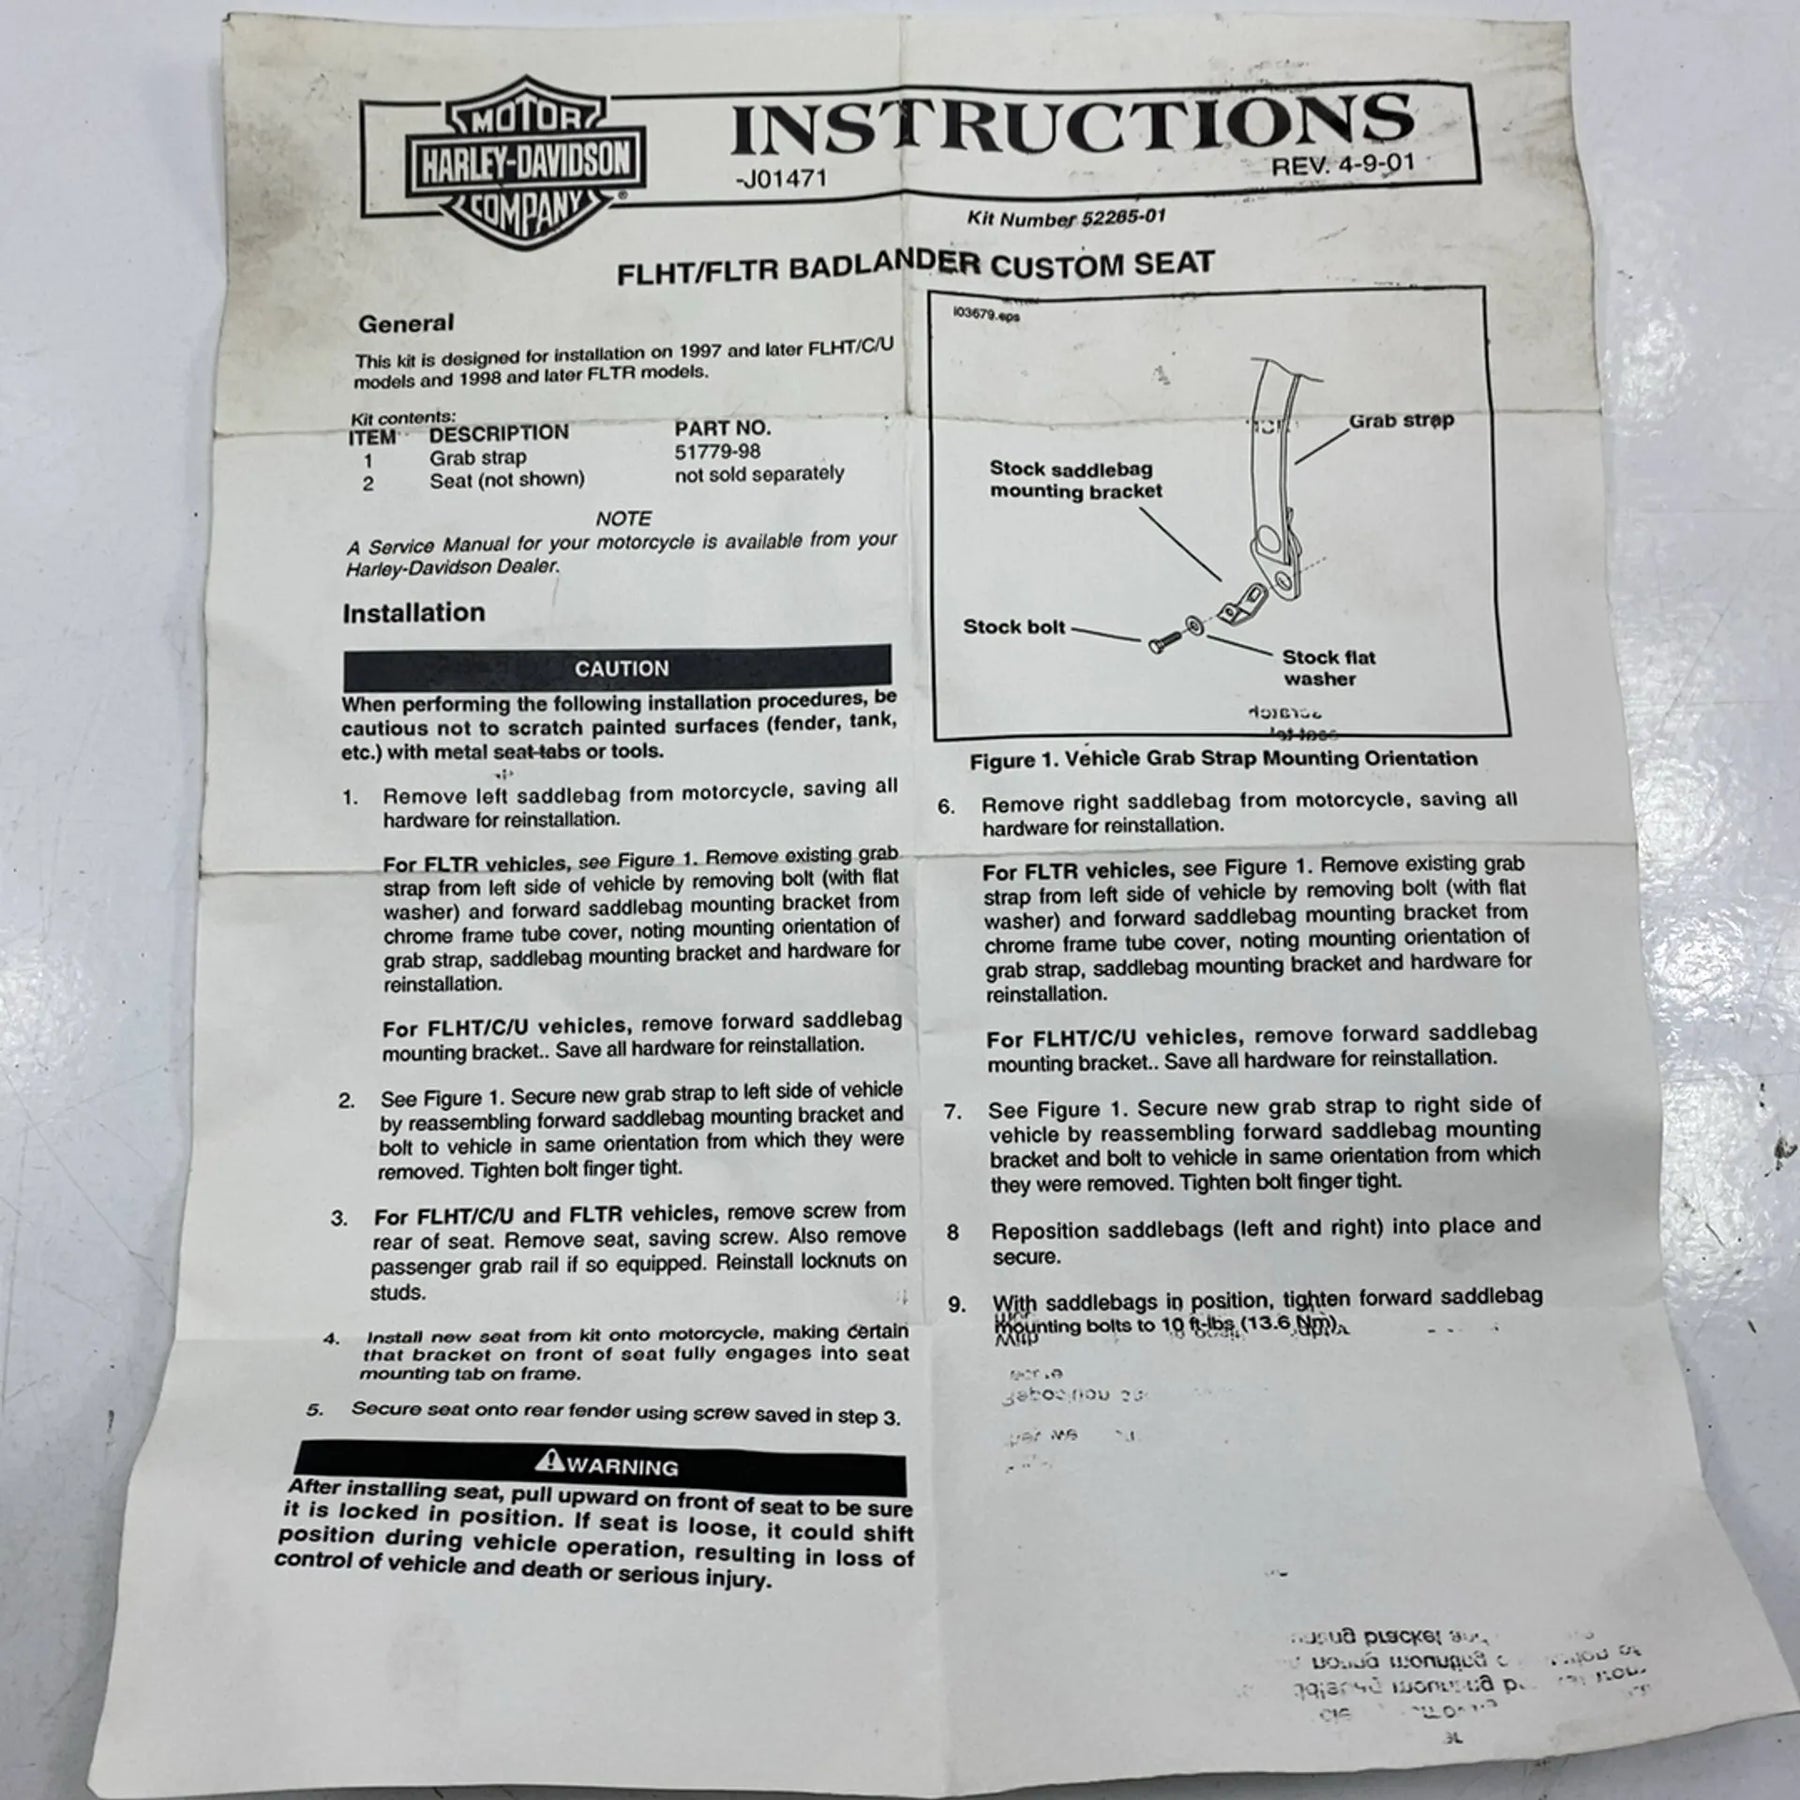 MOTOR
HARLEY-DAVIDSON
COMPANY
®
INSTRUCTIONS
-J01471
REV. 4-9-01
Kit Number 52265-01
FLHT/FLTR BADLANDER CUSTOM SEAT
General
This kit is designed for installation on 1997 and later FLHT/C/U
models and 1998 and later FLTR models.
Kit contents:
ITEM DESCRIPTION PART NO.
1 Grab strap 51779-98
2 Seat (not shown) not sold separately
NOTE
A Service Manual for your motorcycle is available from your
Harley-Davidson Dealer.
Installation
CAUTION
When performing the following installation procedures, be
cautious not to scratch painted surfaces (fender, tank,
etc.) with metal seat tabs or tools.
1. Remove left saddlebag from motorcycle, saving all
hardware for reinstallation.
For FLTR vehicles, see Figure 1. Remove existing grab
strap from left side of vehicle by removing bolt (with flat
washer) and forward saddlebag mounting bracket from
chrome frame tube cover, noting mounting orientation of
grab strap, saddlebag mounting bracket and hardware for
reinstallation.
For FLHT/C/U vehicles, remove forward saddlebag
mounting bracket.. Save all hardware for reinstallation.
2. See Figure 1. Secure new grab strap to left side of vehicle
by reassembling forward saddlebag mounting bracket and
bolt to vehicle in same orientation from which they were
removed. Tighten bolt finger tight.
3. For FLHT/C/U and FLTR vehicles, remove screw from
rear of seat. Remove seat, saving screw. Also remove
passenger grab rail if so equipped. Reinstall locknuts on
studs.
4. Install new seat from kit onto motorcycle, making certain
that bracket on front of seat fully engages into seat
mounting tab on frame.
5. Secure seat onto rear fender using screw saved in step 3.
⚠WARNING
After installing seat, pull upward on front of seat to be sure
it is locked in position. If seat is loose, it could shift
position during vehicle operation, resulting in loss of
control of vehicle and death or serious injury.
i03679.eps
Grab strap
Stock saddlebag
mounting bracket
Stock bolt
Stock flat
washer
Figure 1. Vehicle Grab Strap Mounting Orientation
6. Remove right saddlebag from motorcycle, saving all
hardware for reinstallation.
For FLTR vehicles, see Figure 1. Remove existing grab
strap from left side of vehicle by removing bolt (with flat
washer) and forward saddlebag mounting bracket from
chrome frame tube cover, noting mounting orientation of
grab strap, saddlebag mounting bracket and hardware for
reinstallation.
For FLHT/C/U vehicles, remove forward saddlebag
mounting bracket.. Save all hardware for reinstallation.
7. See Figure 1. Secure new grab strap to right side of
vehicle by reassembling forward saddlebag mounting
bracket and bolt to vehicle in same orientation from which
they were removed. Tighten bolt finger tight.
8 Reposition saddlebags (left and right) into place and
secure.
9. With saddlebags in position, tighten forward saddlebag
mounting bolts to 10 ft-lbs (13.6 Nm).